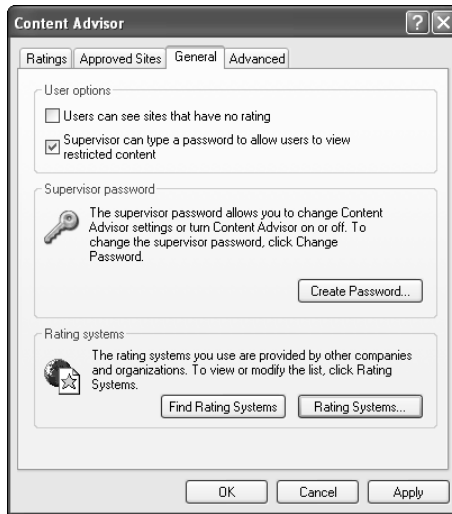 Content Advisor
Ratings Approved Sites General Advanced
User options
Users can see sites that have no rating
Supervisor can type a password to allow users to view
restricted content
Supervisor password
The supervisor password allows you to change Content
Advisor settings or turn Content Advisor on or off. To
change the supervisor password, click Change
Password.
Create Password...
Rating systems
The rating systems you use are provided by other companies
and organizations. To view or modify the list, click Rating
Systems.
Find Rating Systems Rating Systems...
OK Cancel Apply